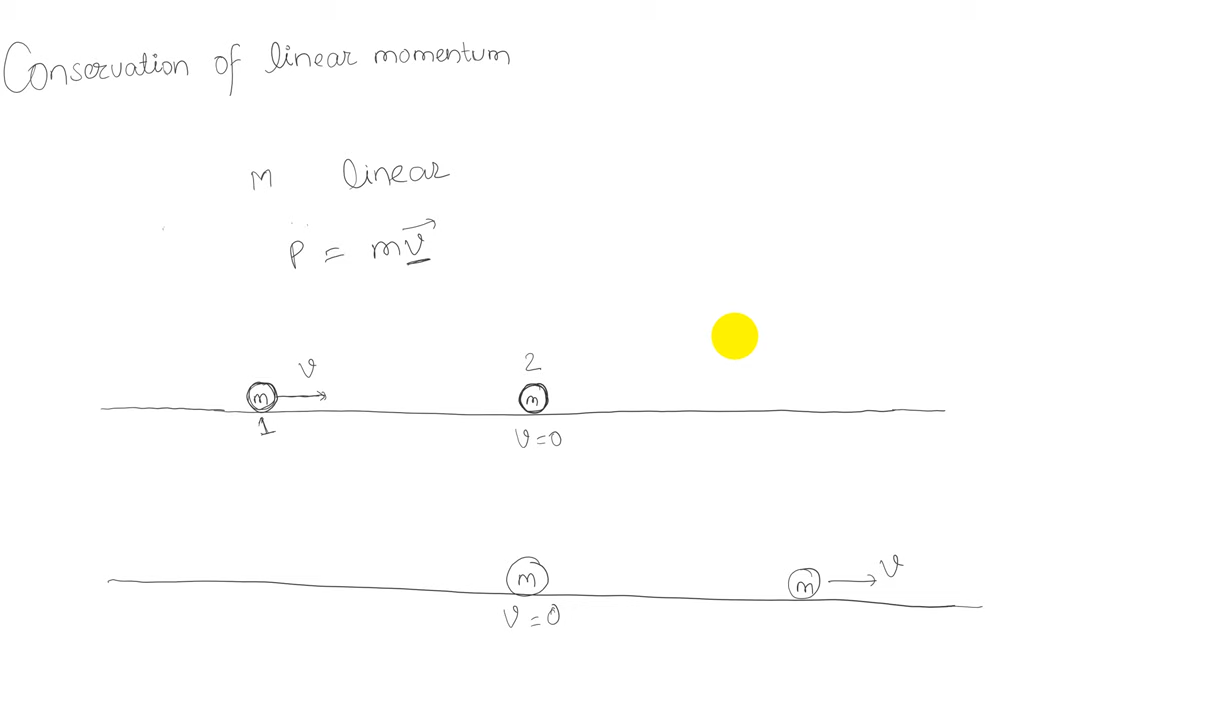 Conservation of linear momentum
m linear
P = mv⃗
v
2
m
m
1
v=0
v
m
m
v=0